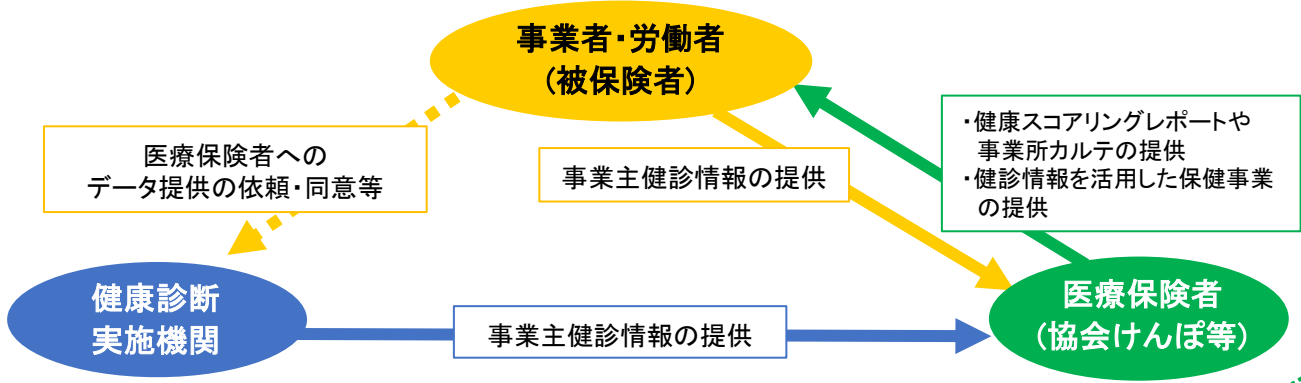 事業者・労働者
(被保険者)
医療保険者への
データ提供の依頼・同意等
事業主健診情報の提供
・健康スコアリングレポートや
事業所カルテの提供
・健診情報を活用した保健事業
の提供
健康診断
実施機関
事業主健診情報の提供
医療保険者
(協会けんぽ等)